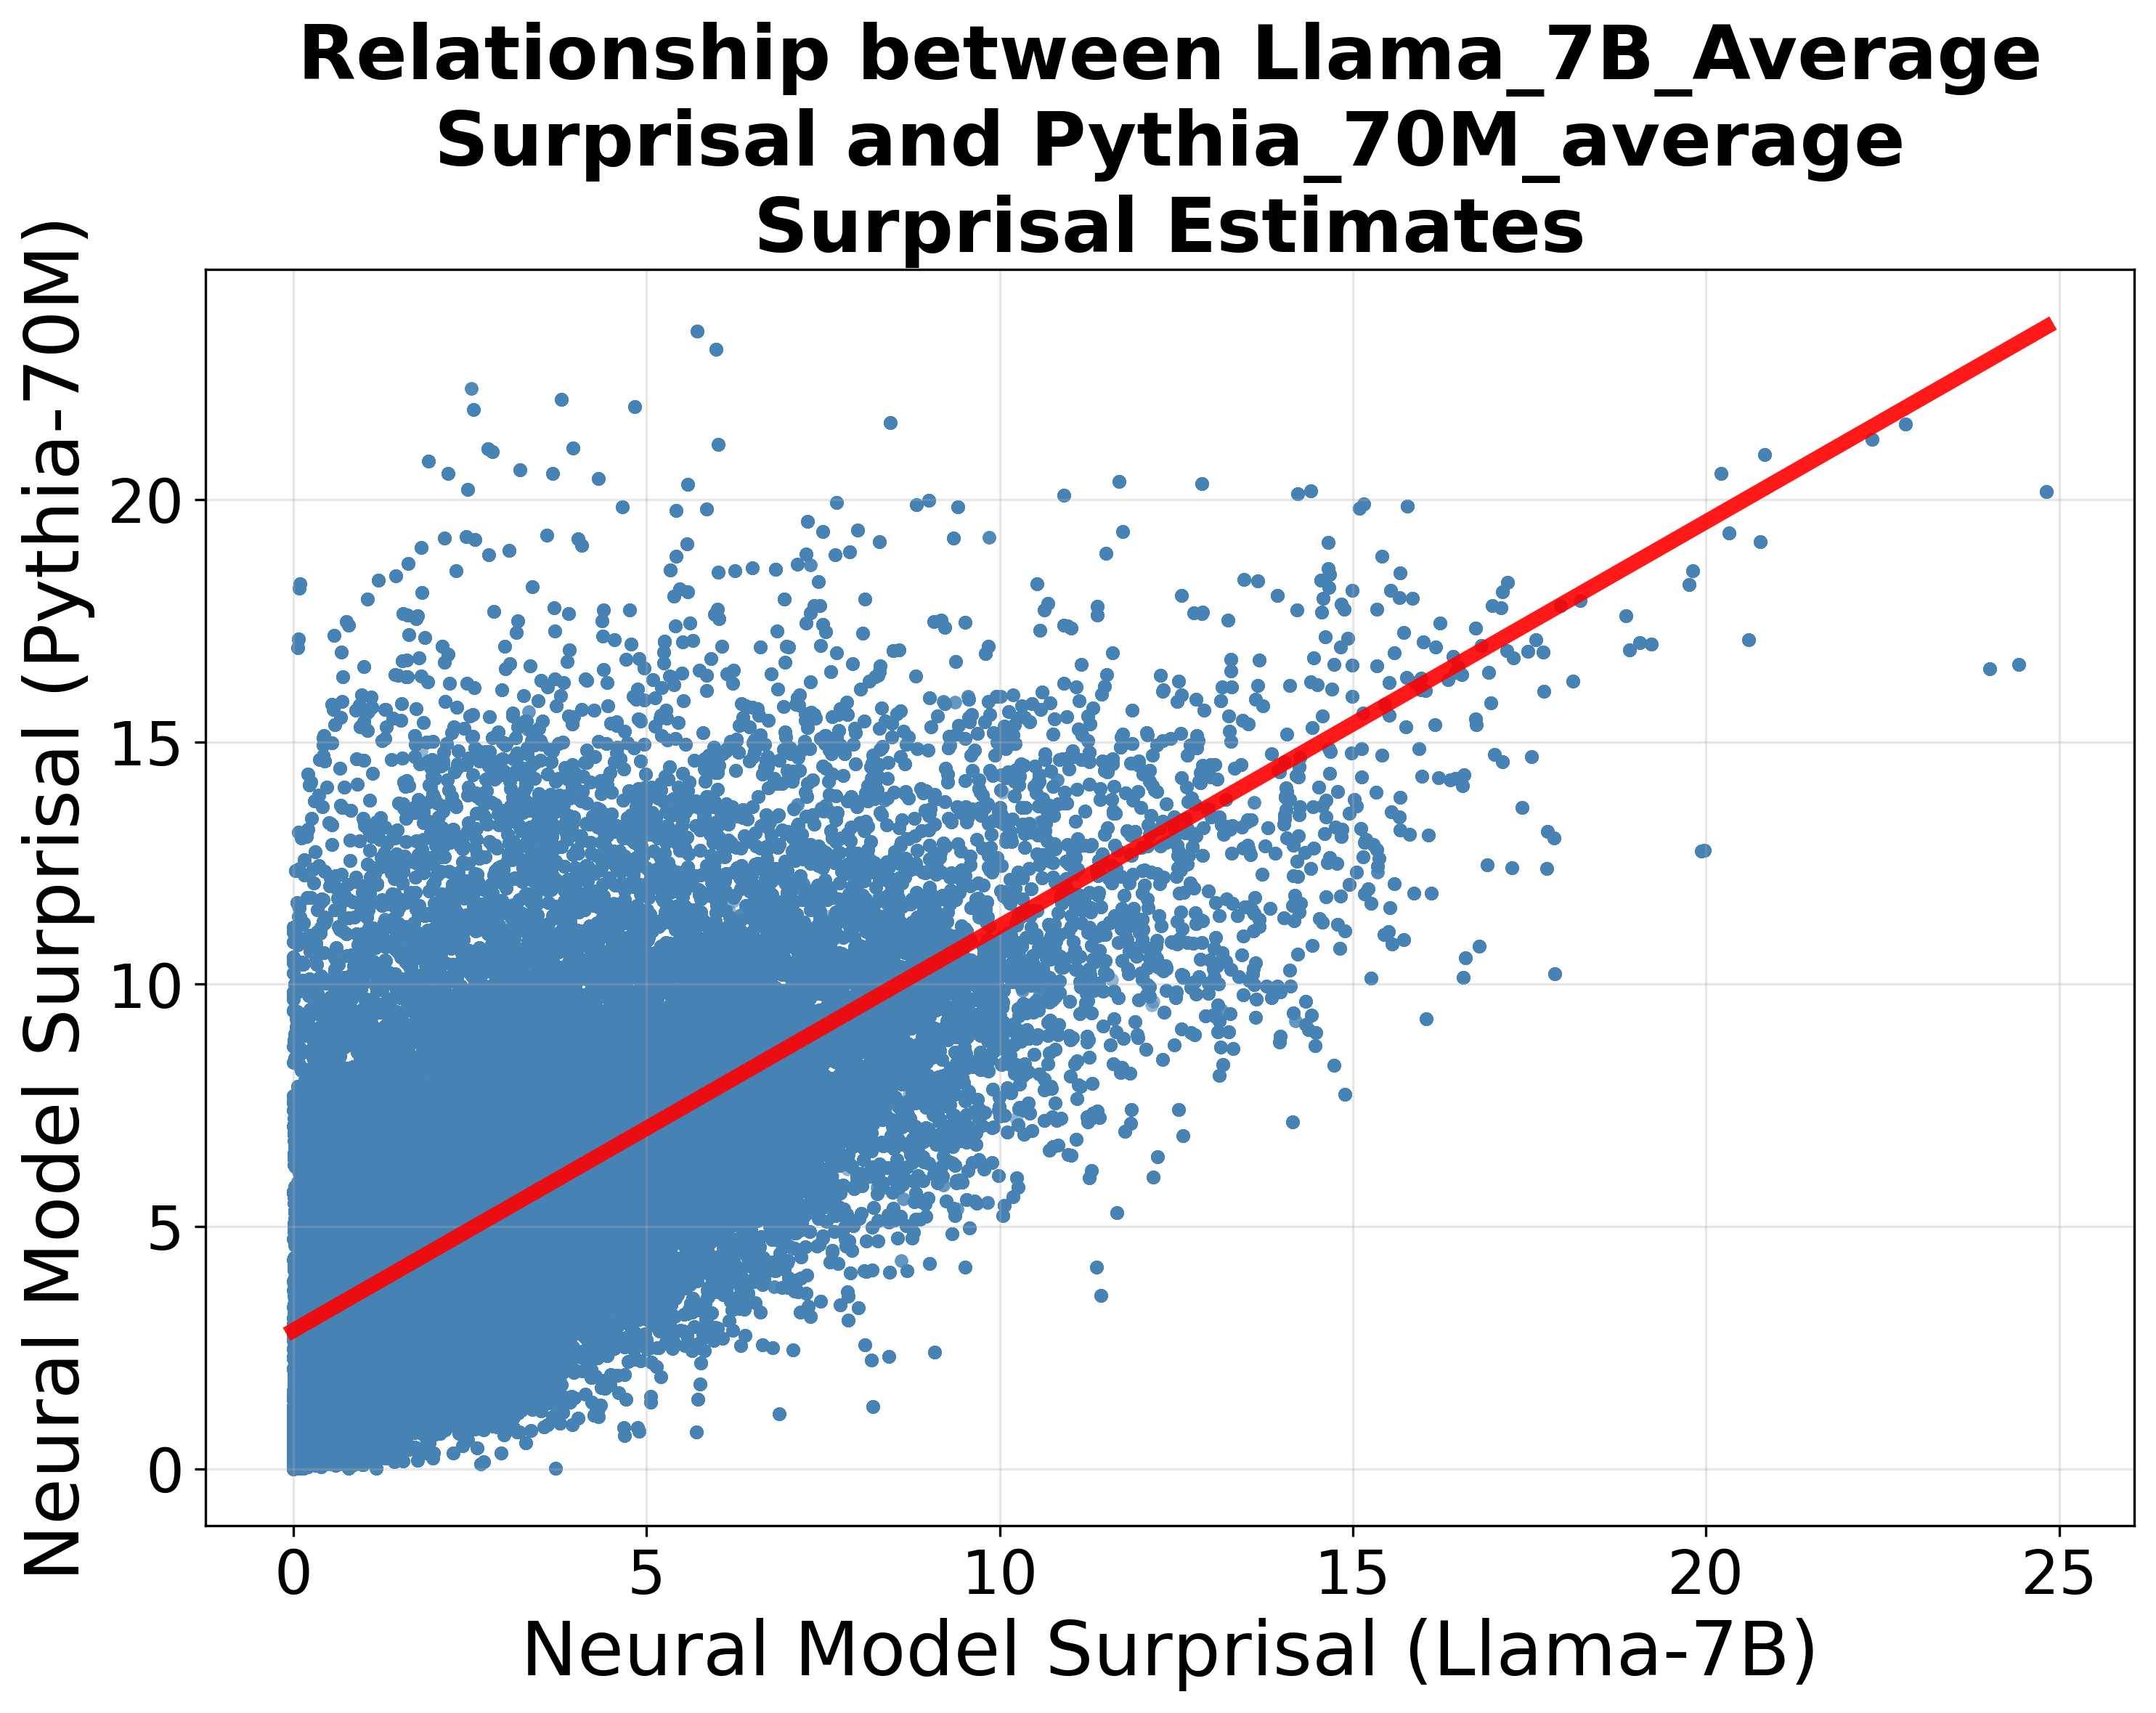 Relationship between Llama_7B_Average
Surprisal and Pythia_70M_average
Surprisal Estimates
Neural Model Surprisal (Pythia-70M)
20
15
10
5
0
0 5 10 15 20 25
Neural Model Surprisal (Llama-7B)